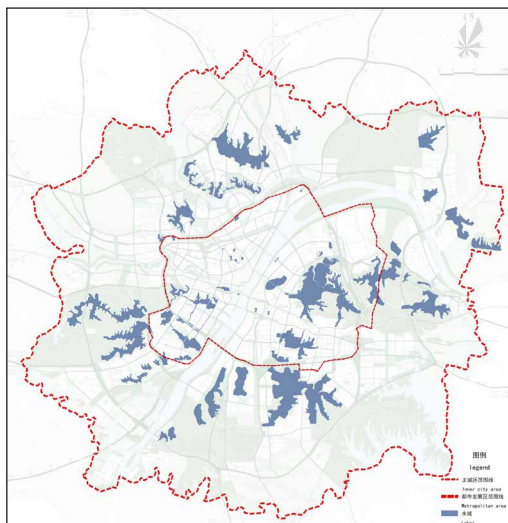 图例
legend
主城区范围线
Inner city area
都市发展区范围线
Metropolitan area
水域
Lakes